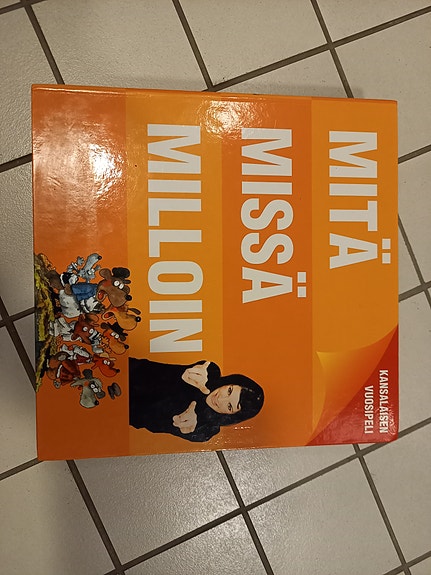 MITÄ
MISSÄ
MILLOIN
KANSALAISEN
VUOSIPELI